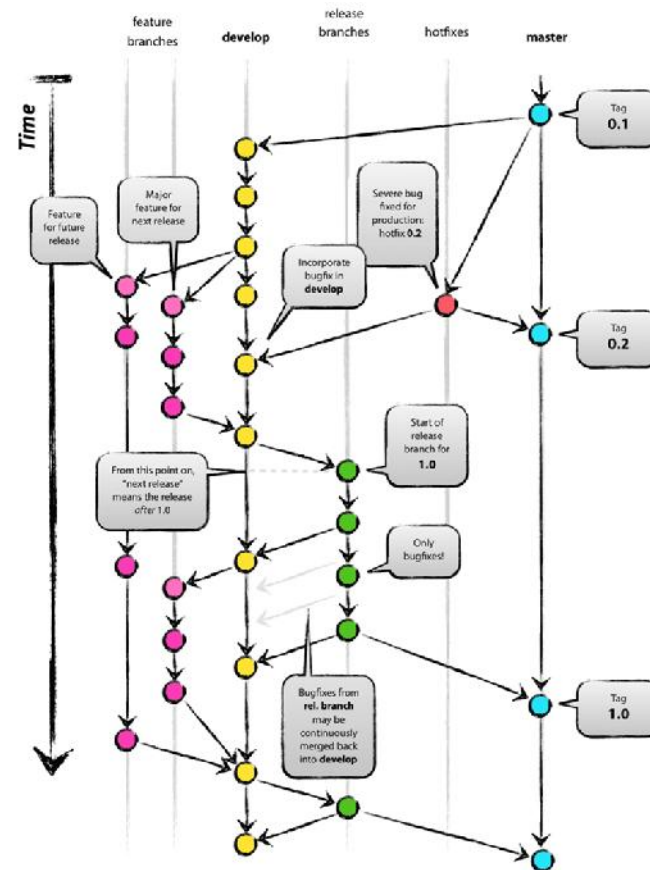 feature
branches
develop
release
branches
hotfixes
master
Time
Tag
0.1
Major
feature for
next release
Severe bug
fixed for
production:
hotfix 0.2
Feature
for future
release
Incorporate
bugfix in
develop
Tag
0.2
Start of
release
branch for
1.0
From this point on,
"next release"
means the release
after 1.0
Only
bugfixes!
Bugfixes from
rel. branch
may be
continuously
merged back
into develop
Tag
1.0